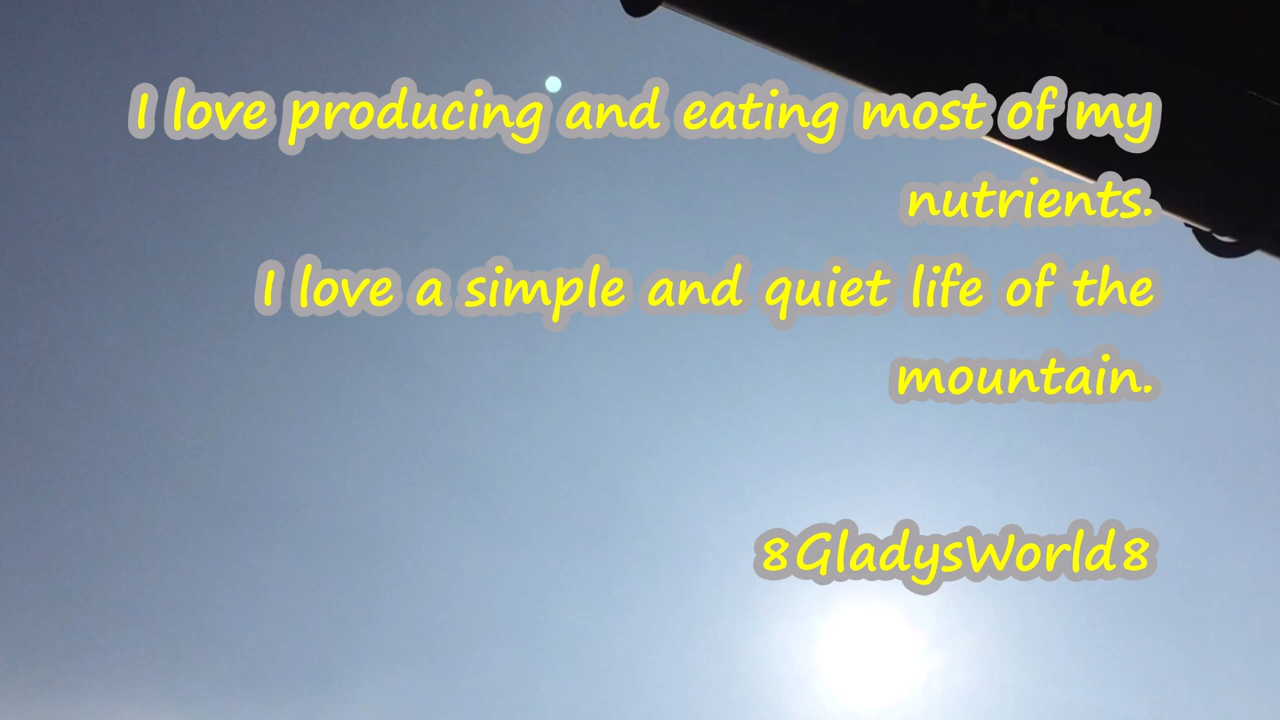 I love producing and eating most of my
nutrients.
I love a simple and quiet life of the
mountain.
8GladysWorld8